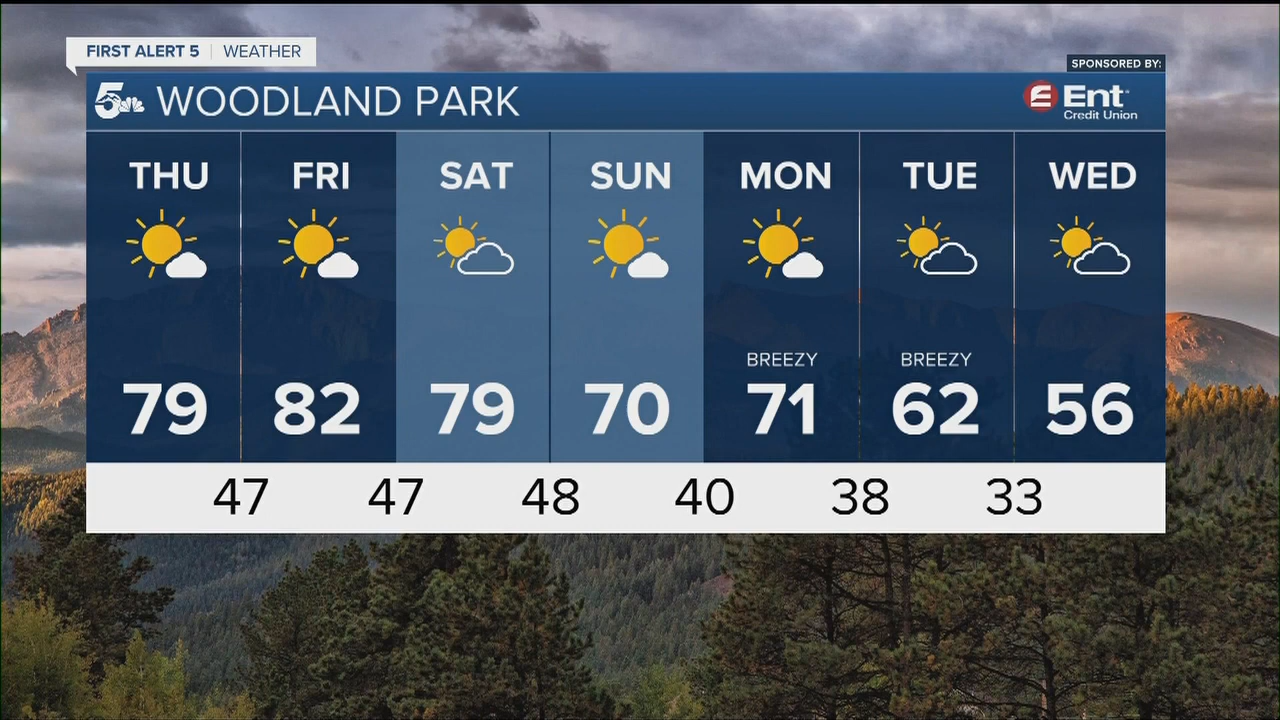 FIRST ALERT 5 | WEATHER
SPONSORED BY:
5 WOODLAND PARK
Ent
Credit Union
THU FRI SAT SUN MON TUE WED
BREEZY BREEZY
79 82 79 70 71 62 56
47 47 48 40 38 33